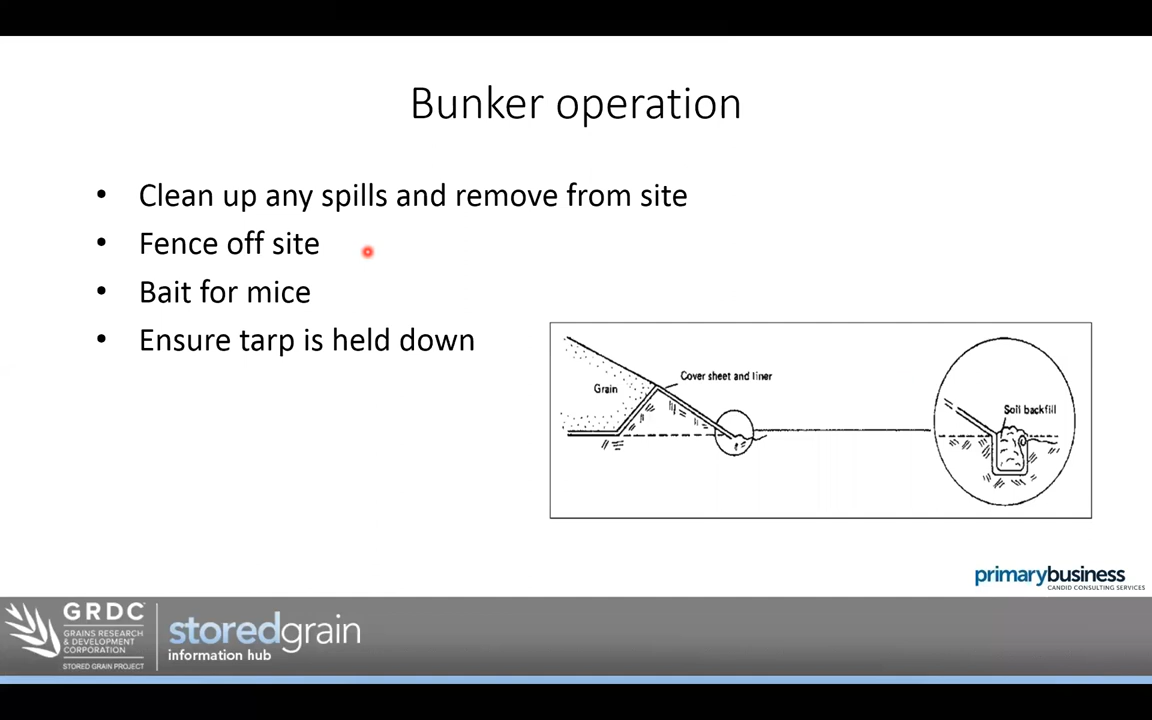 Bunker operation
• Clean up any spills and remove from site
• Fence off site
• Bait for mice
• Ensure tarp is held down
Cover sheet and liner
Grain
Soil backfill
primarybusiness
CANDID CONSULTING SERVICES
GRDC
GRAINS RESEARCH
& DEVELOPMENT
CORPORATION
STORED GRAIN PROJECT
storedgrain
information hub